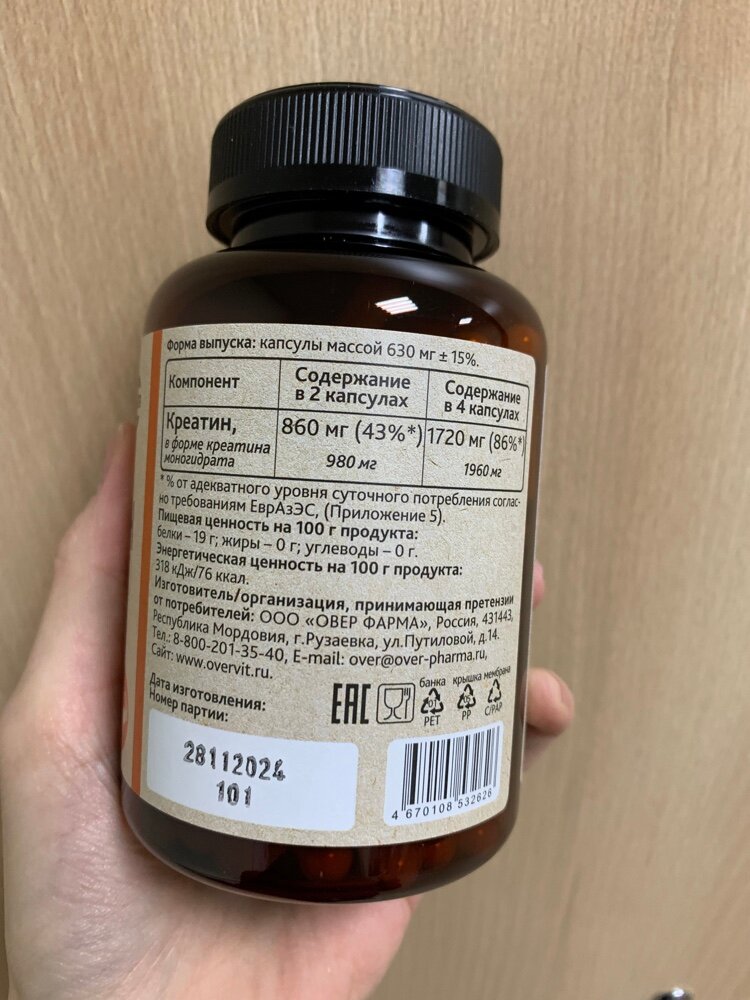 Форма выпуска: капсулы массой 630 мг ± 15%.
Компонент
Содержание
в 2 капсулах
Содержание
в 4 капсулах
Креатин,
в форме креатина
моногидрата
860 мг (43%*)
980 мг
1720 мг (86%*)
1960 мг
* % от адекватного уровня суточного потребления соглас-
но требованиям ЕврАзЭС, (Приложение 5).
Пищевая ценность на 100 г продукта:
белки – 19 г; жиры – 0 г; углеводы – 0 г.
Энергетическая ценность на 100 г продукта:
318 кДж/76 ккал.
Изготовитель/организация, принимающая претензии
от потребителей: ООО «ОВЕР ФАРМА», Россия, 431443,
Республика Мордовия, г.Рузаевка, ул.Путиловой, д.14.
Тел.: 8-800-201-35-40, E-mail: over@over-pharma.ru,
Сайт: www.overvit.ru.
Дата изготовления:
Номер партии:
28112024
101
EAC
банка
крышка
мембрана
01
05
PET
PP
C/PAP
4 670108 532626